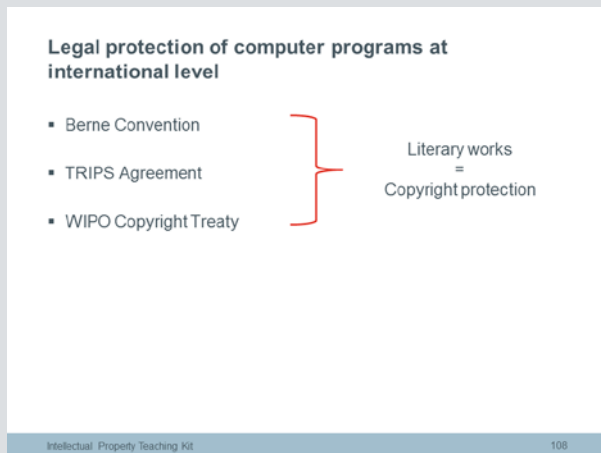 Legal protection of computer programs at
international level
▪ Berne Convention
▪ TRIPS Agreement
▪ WIPO Copyright Treaty
Literary works
=
Copyright protection
Intellectual Property Teaching Kit
108